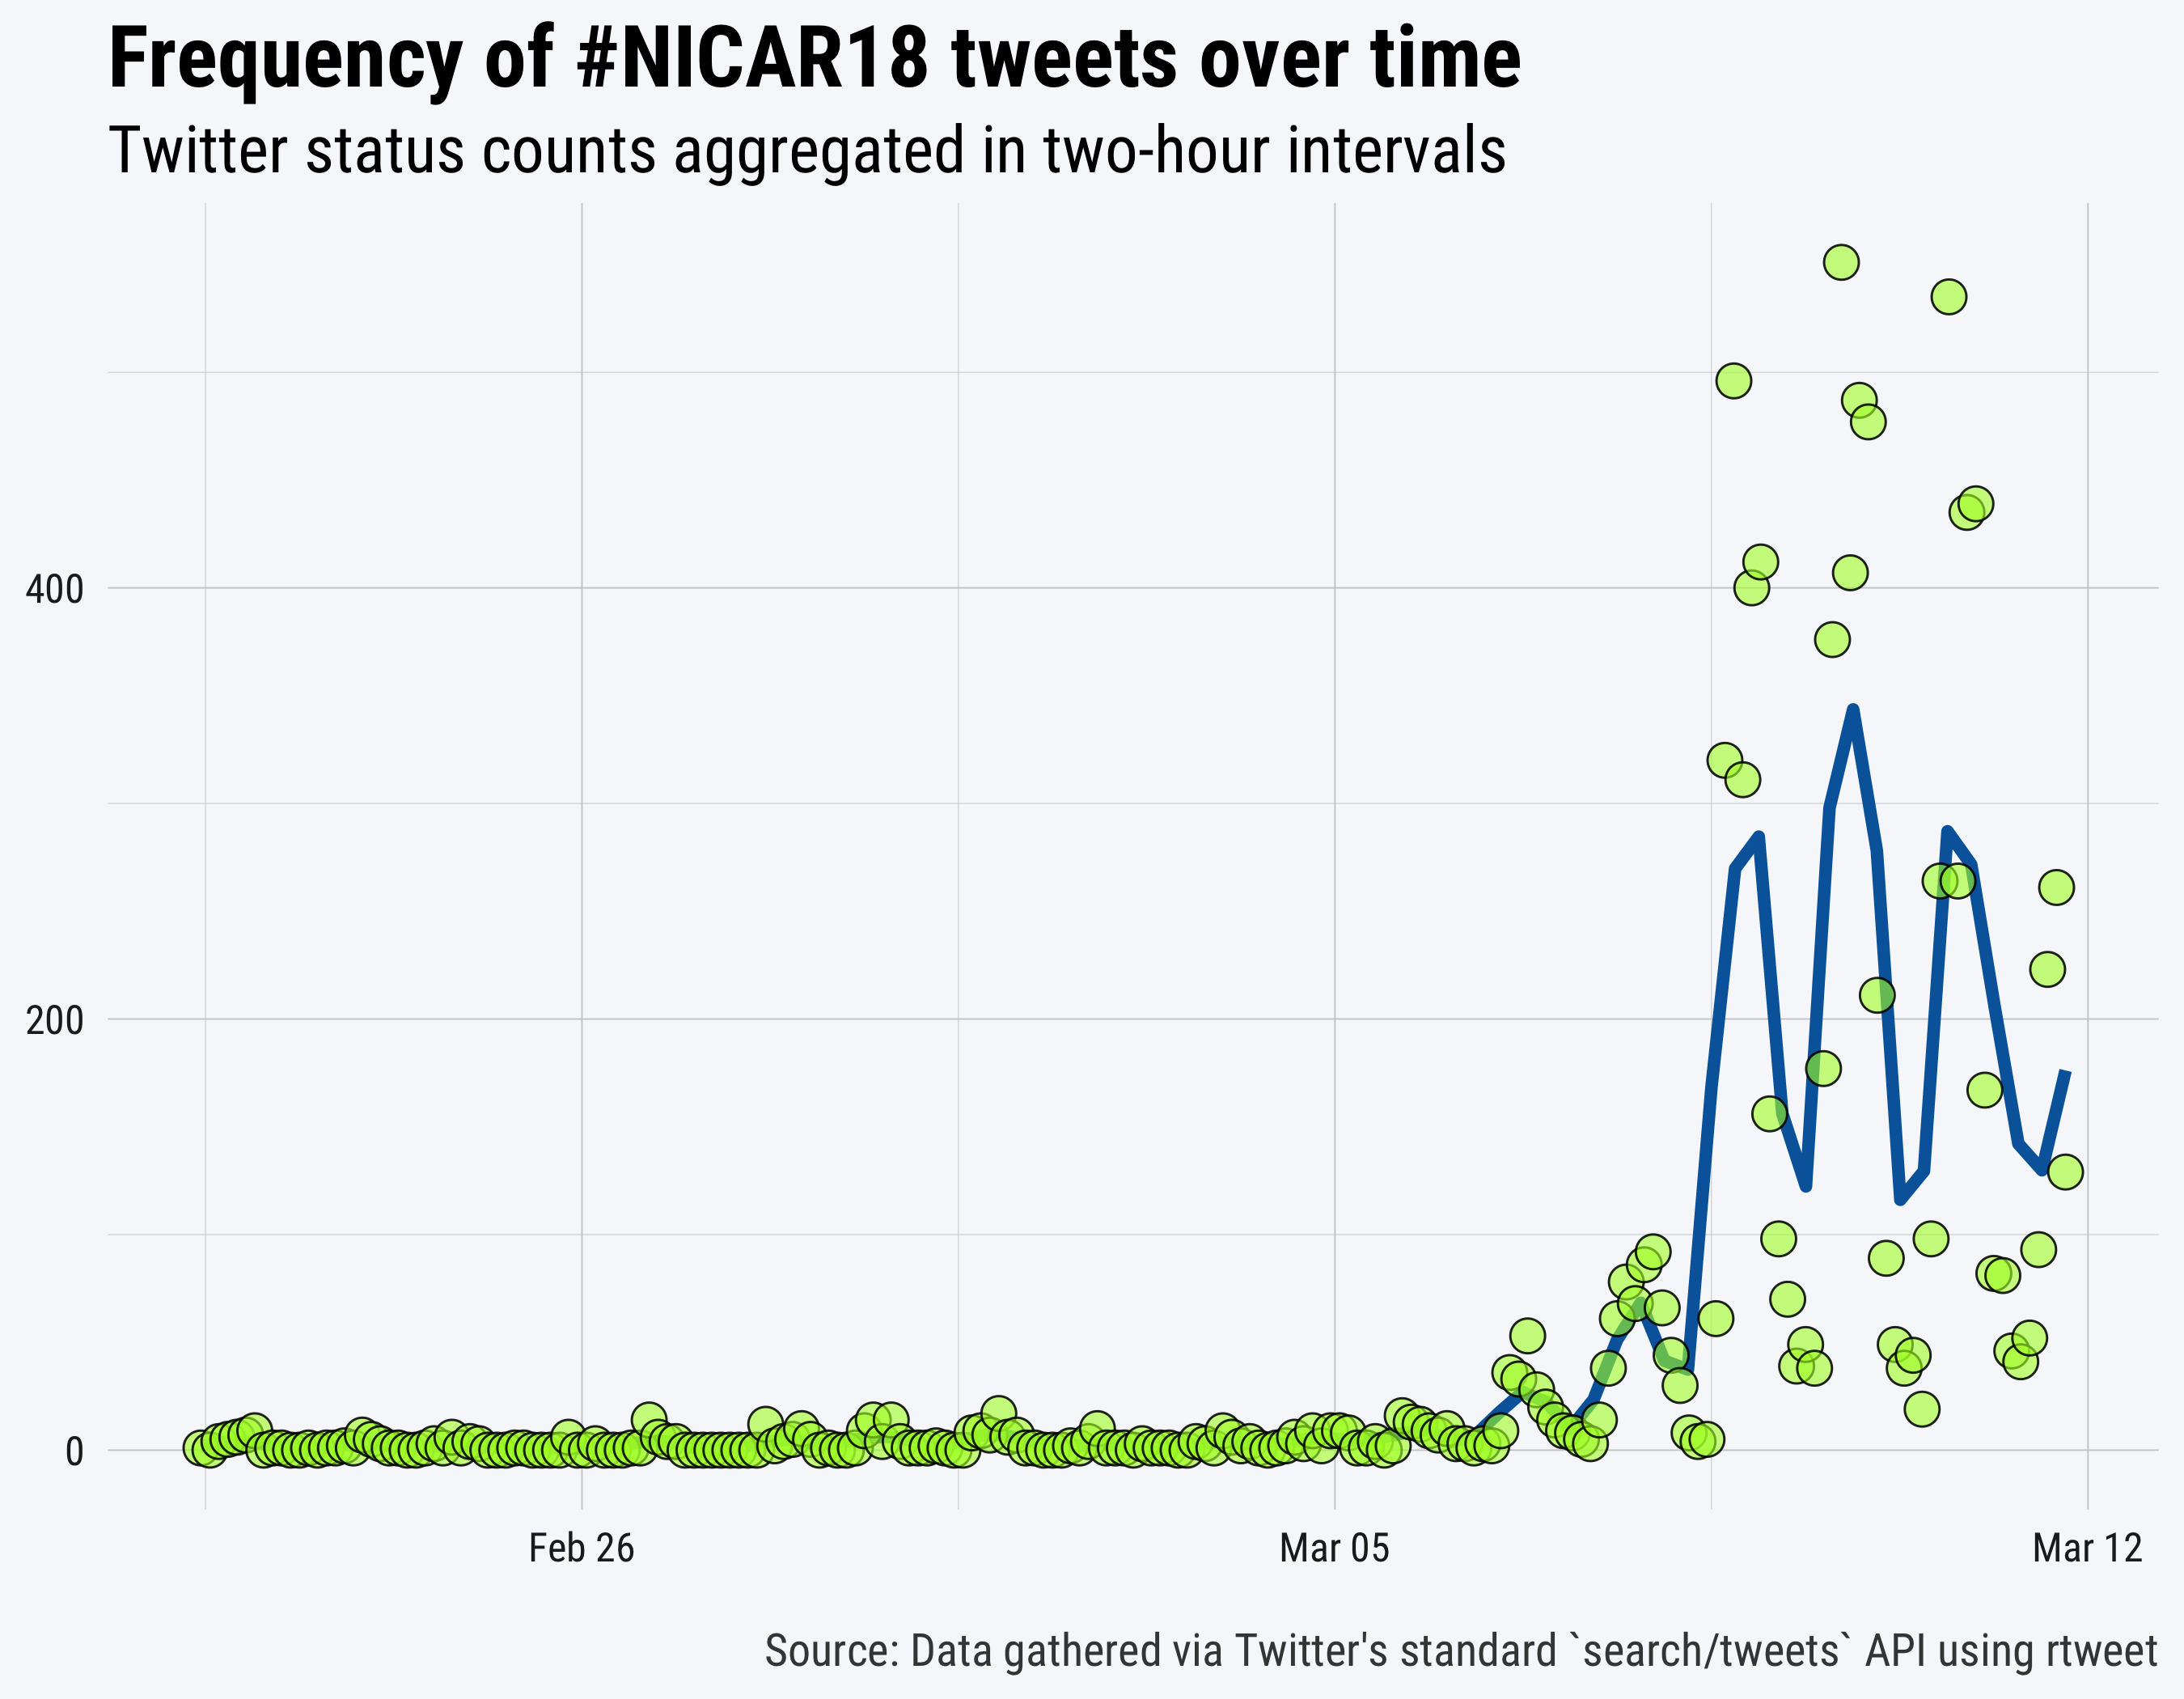 Frequency of #NICAR18 tweets over time
Twitter status counts aggregated in two-hour intervals
400
200
0
Feb 26
Mar 05
Mar 12
Source: Data gathered via Twitter's standard `search/tweets` API using rtweet